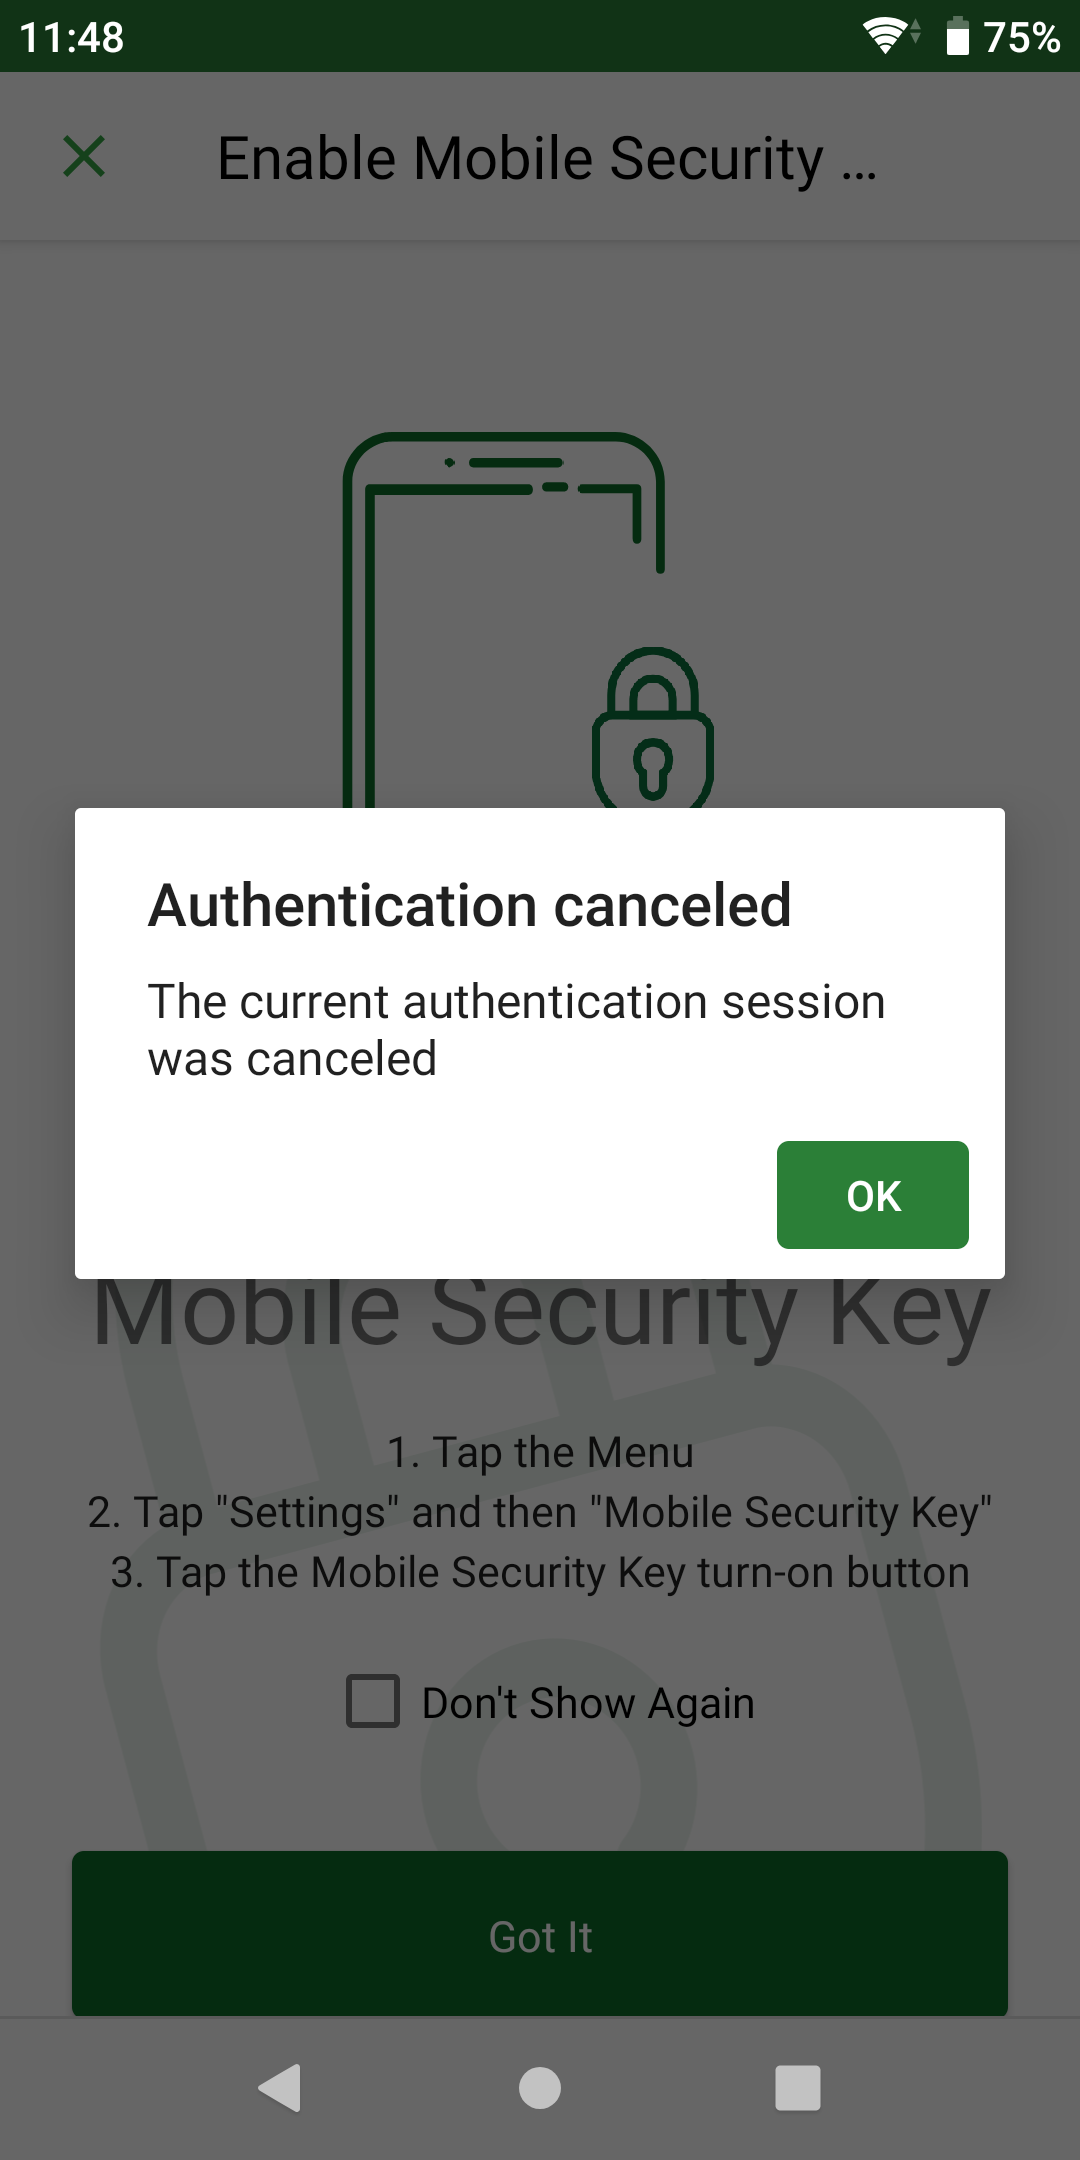 11:48
75%
Enable Mobile Security ...
Authentication canceled
The current authentication session
was canceled
OK
Mobile Security Key
1. Tap the Menu
2. Tap "Settings" and then "Mobile Security Key"
3. Tap the Mobile Security Key turn-on button
Don't Show Again
Got It